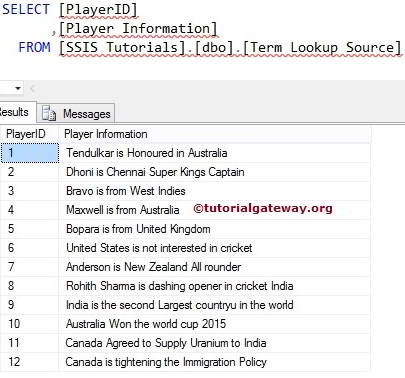 SELECT [PlayerID]
,[Player Information]
FROM [SSIS Tutorials].[dbo].[Term Lookup Source]
Results Messages
PlayerID Player Information
1 Tendulkar is Honoured in Australia
2 Dhoni is Chennai Super Kings Captain
3 Bravo is from West Indies
4 Maxwell is from Australia ©tutorialgateway.org
5 Bopara is from United Kingdom
6 United States is not interested in cricket
7 Anderson is New Zealand All rounder
8 Rohith Sharma is dashing opener in cricket India
9 India is the second Largest countryu in the world
10 Australia Won the world cup 2015
11 Canada Agreed to Supply Uranium to India
12 Canada is tightening the Immigration Policy